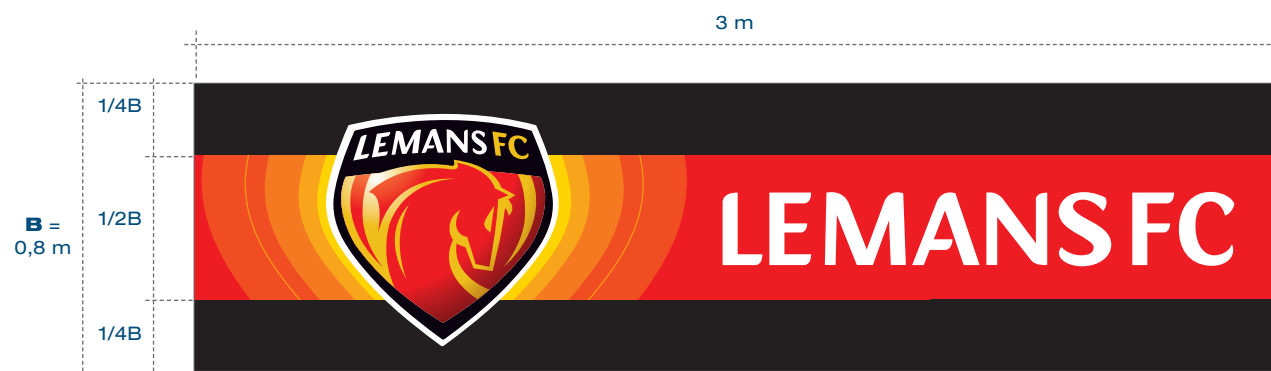 3 m
1/4B
LEMANS FC
1/2B
B =
0,8 m
LEMANS FC
1/4B